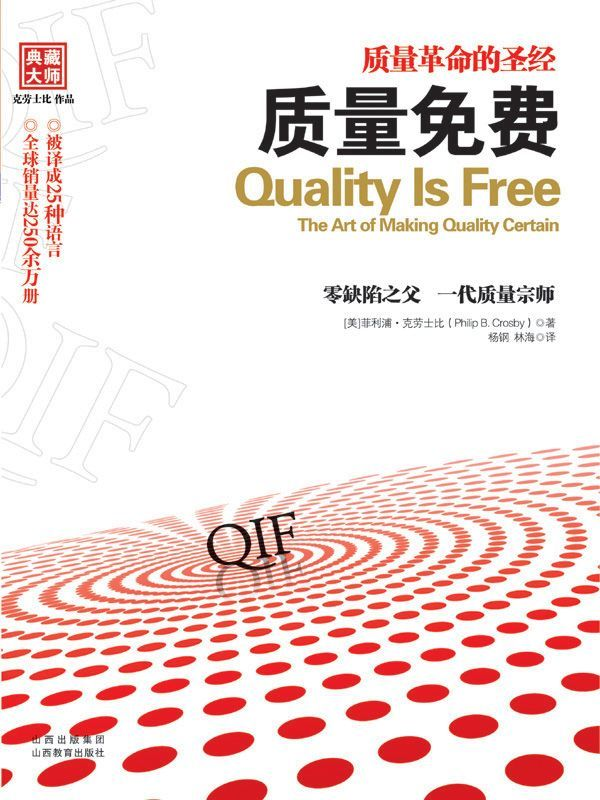 典藏
大师
克劳士比 作品
◎被译成25种语言
◎全球销量达250余万册
质量革命的圣经
质量免费
Quality Is Free
The Art of Making Quality Certain
零缺陷之父 一代质量宗师
[美]菲利浦·克劳士比（Philip B. Crosby）◎著
杨钢 林海◎译
QIF
QIF
QIF
QIF
QIF
山西出版集团
山西教育出版社